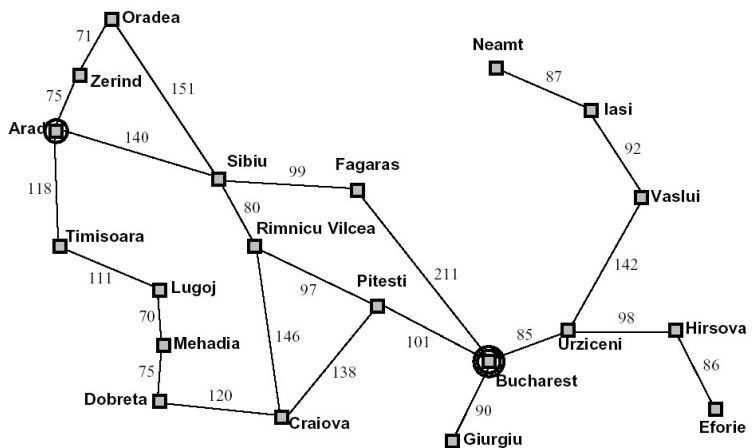 Oradea
71
Neamt
Zerind
87
151
75
Iasi
Arad
140
92
Sibiu
Fagaras
99
118
Vaslui
80
Timisoara
Rimnicu Vilcea
142
111
211
Lugoj
97
Pitesti
70
98
Hirsova
146
101
85
Urziceni
Mehadia
138
86
75
Bucharest
120
90
Dobreta
Craiova
Eforie
Giurgiu